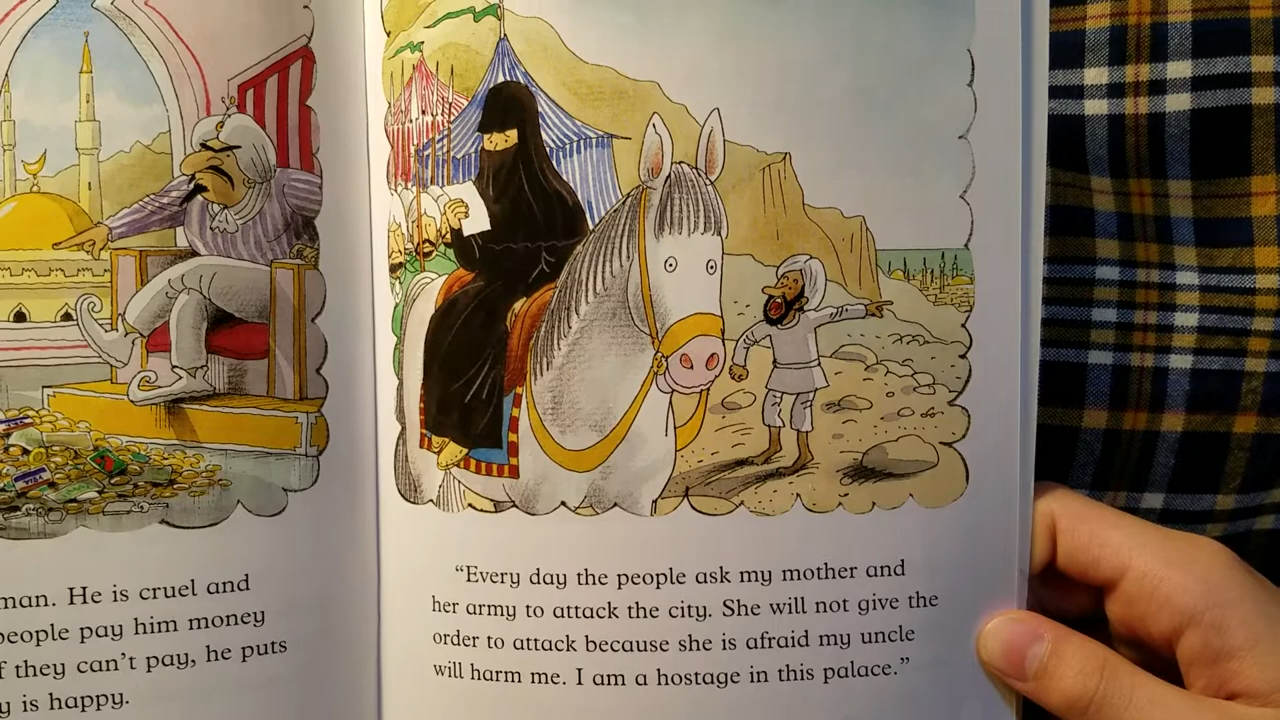 man. He is cruel and
people pay him money
f they can't pay, he puts
y is happy.
VISA
“Every day the people ask my mother and
her army to attack the city. She will not give the
order to attack because she is afraid my uncle
will harm me. I am a hostage in this palace.”